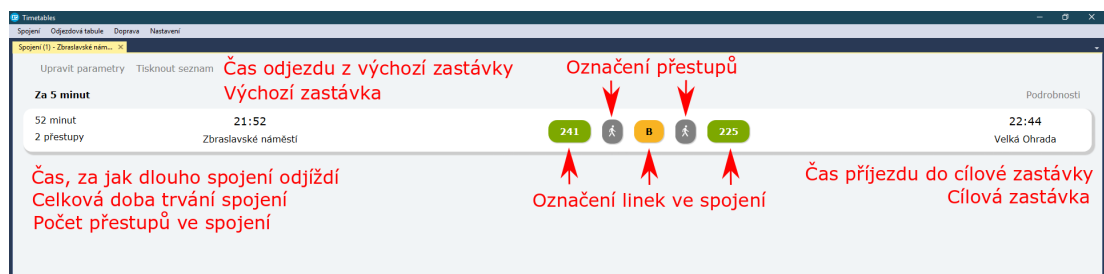 Timetables
Spojení Odjezdová tabule Doprava Nastavení
Spojení (1) - Zbraslavské nám...
Upravit parametry Tisknout seznam Čas odjezdu z výchozí zastávky Označení přestupů
Za 5 minut Výchozí zastávka Podrobnosti
52 minut 21:52 22:44
2 přestupy Zbraslavské náměstí 241 B 225 Velká Ohrada
Čas, za jak dlouho spojení odjíždí Čas příjezdu do cílové zastávky
Celková doba trvání spojení Označení linek ve spojení Cílová zastávka
Počet přestupů ve spojení